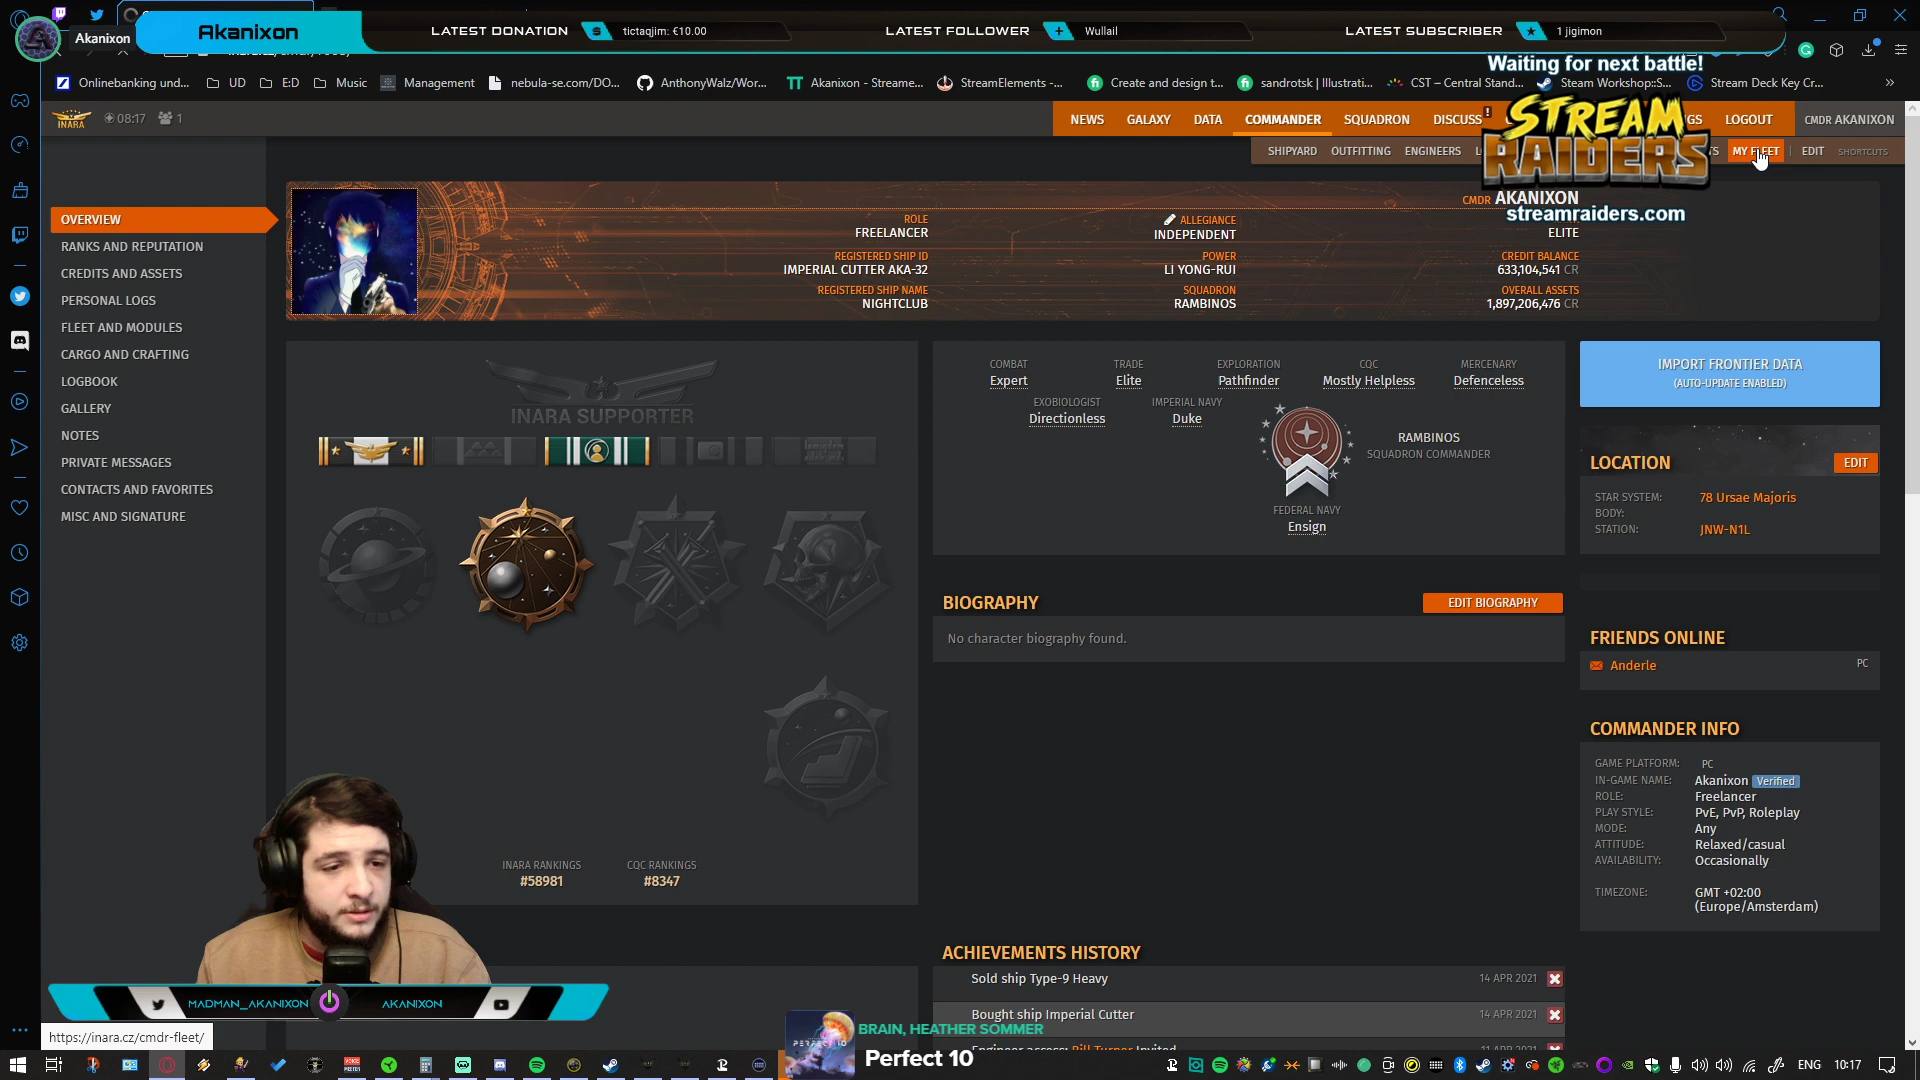 Akanixon
Akanixon
LATEST DONATION
tictaqjim: €10.00
LATEST FOLLOWER
Wullail
LATEST SUBSCRIBER
1 jigimon
Waiting for next battle!
Onlinebanking und...
UD
E:D
Music
Management
nebula-se.com/DO...
AnthonyWalz/Wor...
Akanixon - Streame...
StreamElements -...
Create and design t...
sandrotsk | Illustrati...
CST – Central Stand...
Steam Workshop::S...
Stream Deck Key Cr...
INARA
08:17
1
NEWS
GALAXY
DATA
COMMANDER
SQUADRON
DISCUSS
LOGOUT
CMDR AKANIXON
SHIPYARD
OUTFITTING
ENGINEERS
MY FLEET
EDIT
SHORTCUTS
STREAM
RAIDERS
streamraiders.com
OVERVIEW
RANKS AND REPUTATION
CREDITS AND ASSETS
PERSONAL LOGS
FLEET AND MODULES
CARGO AND CRAFTING
LOGBOOK
GALLERY
NOTES
PRIVATE MESSAGES
CONTACTS AND FAVORITES
MISC AND SIGNATURE
CMDR AKANIXON
ROLE
FREELANCER
ALLEGIANCE
INDEPENDENT
ELITE
REGISTERED SHIP ID
IMPERIAL CUTTER AKA-32
POWER
LI YONG-RUI
CREDIT BALANCE
633,104,541 CR
REGISTERED SHIP NAME
NIGHTCLUB
SQUADRON
RAMBINOS
OVERALL ASSETS
1,897,206,476 CR
INARA SUPPORTER
INARA RANKINGS
#58981
CQC RANKINGS
#8347
COMBAT
Expert
TRADE
Elite
EXPLORATION
Pathfinder
CQC
Mostly Helpless
MERCENARY
Defenceless
EXOBIOLOGIST
Directionless
IMPERIAL NAVY
Duke
RAMBINOS
SQUADRON COMMANDER
FEDERAL NAVY
Ensign
BIOGRAPHY
EDIT BIOGRAPHY
No character biography found.
ACHIEVEMENTS HISTORY
Sold ship Type-9 Heavy
14 APR 2021
Bought ship Imperial Cutter
14 APR 2021
Engineer access: Bill Turner Invited
11 APR 2021
IMPORT FRONTIER DATA
(AUTO-UPDATE ENABLED)
LOCATION
EDIT
STAR SYSTEM:
78 Ursae Majoris
BODY:
STATION:
JNW-N1L
FRIENDS ONLINE
Anderle
PC
COMMANDER INFO
GAME PLATFORM:
PC
IN-GAME NAME:
Akanixon Verified
ROLE:
Freelancer
PLAY STYLE:
PvE, PvP, Roleplay
MODE:
Any
ATTITUDE:
Relaxed/casual
AVAILABILITY:
Occasionally
TIMEZONE:
GMT +02:00
(Europe/Amsterdam)
MADMAN_AKANIXON
AKANIXON
https://inara.cz/cmdr-fleet/
PERFECT 10
BRAIN, HEATHER SOMMER
Perfect 10
ENG
10:17